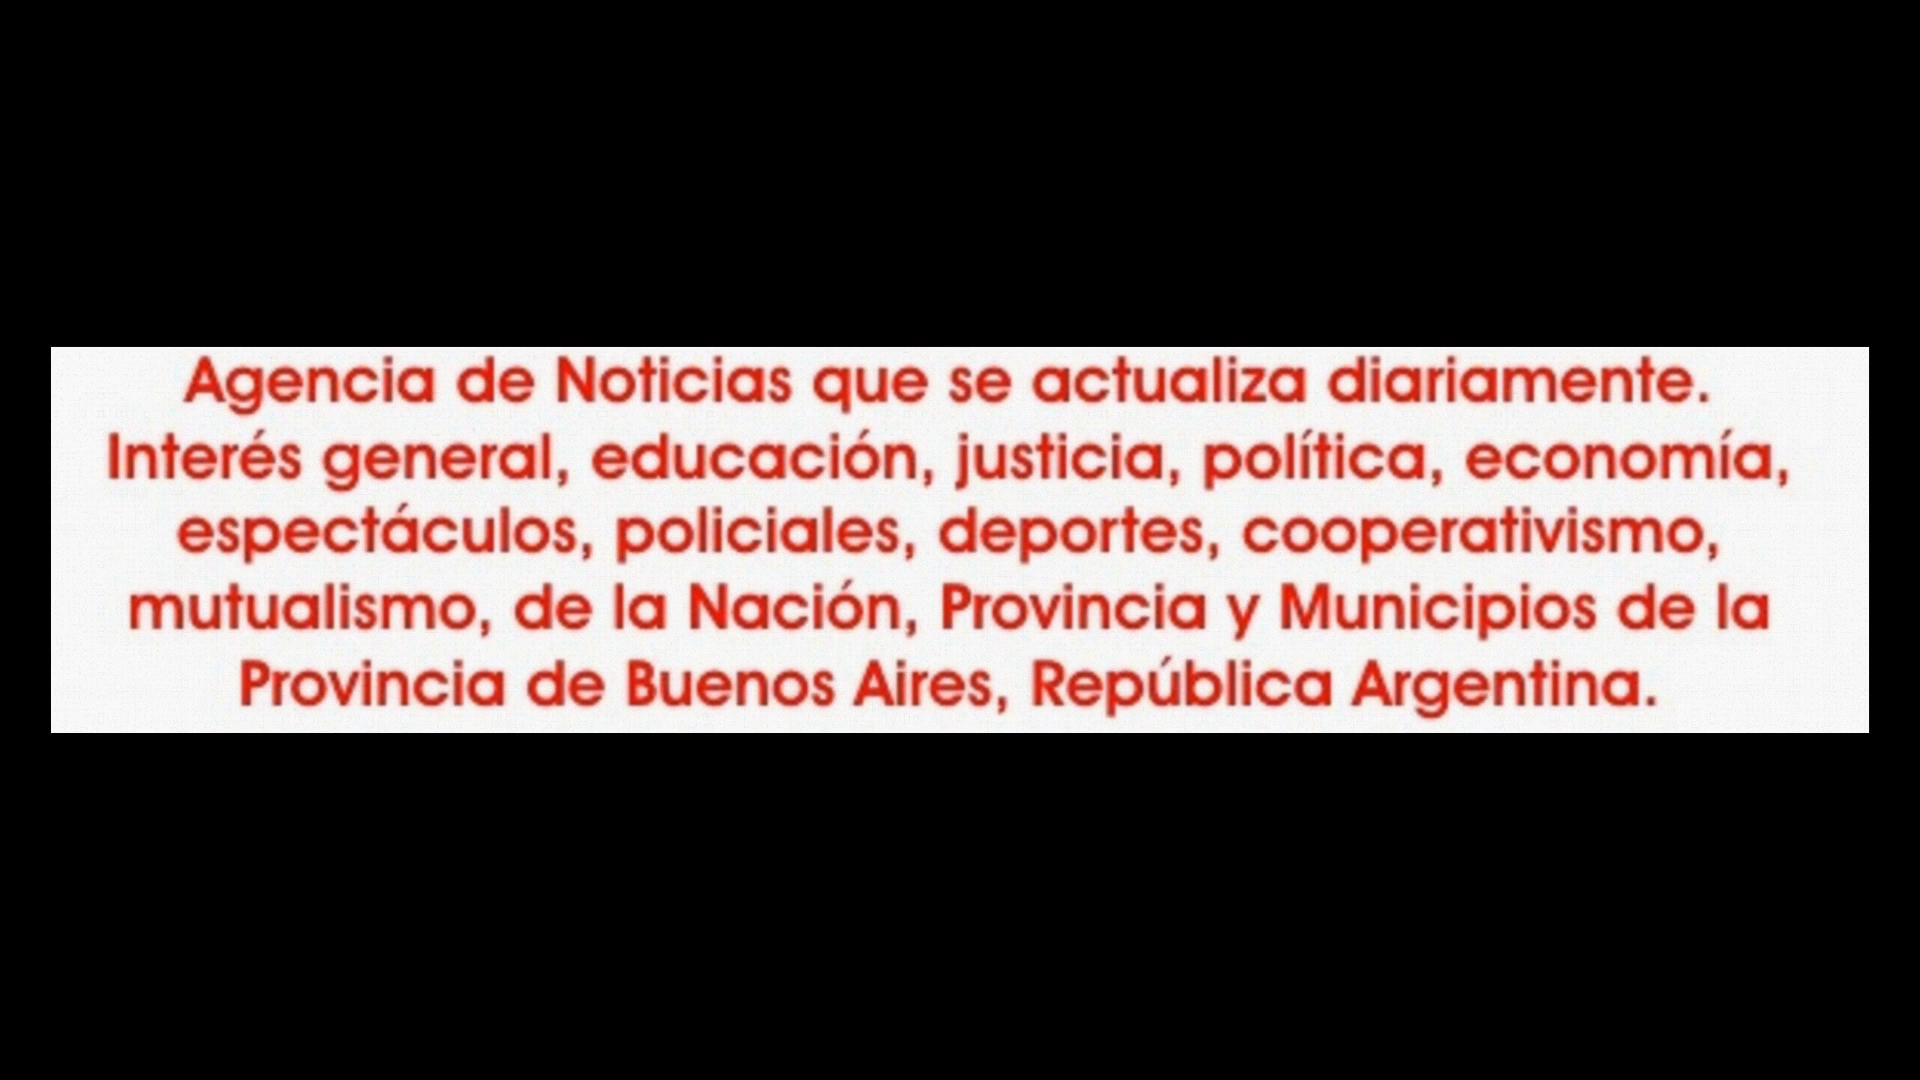 Agencia de Noticias que se actualiza diariamente.
Interés general, educación, justicia, política, economía,
espectáculos, policiales, deportes, cooperativismo,
mutualismo, de la Nación, Provincia y Municipios de la
Provincia de Buenos Aires, República Argentina.